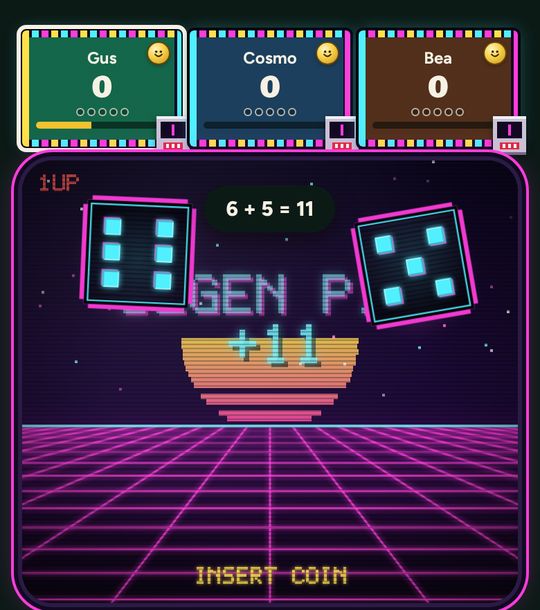 Gus
0
Cosmo
0
Bea
0
1UP
6 + 5 = 11
+11
INSERT COIN